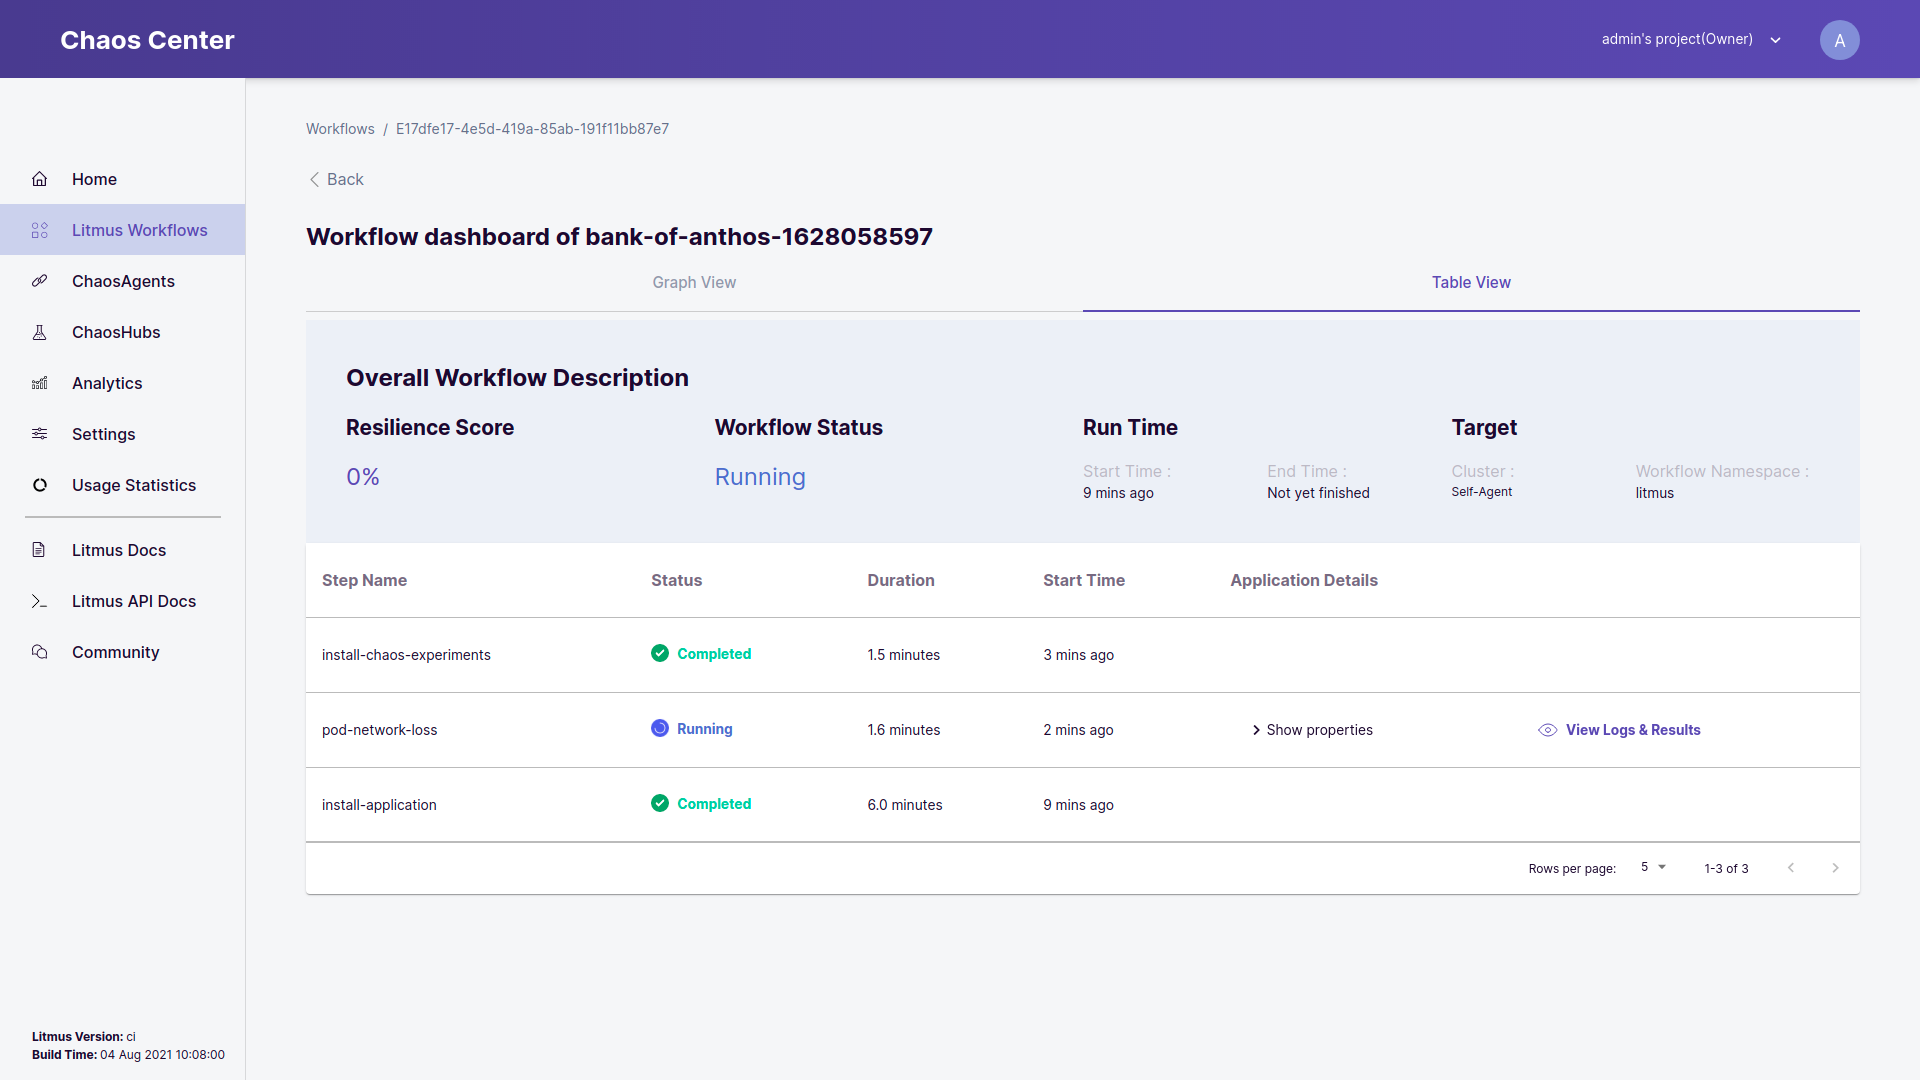 Chaos Center
admin's project(Owner)
A
Home
Litmus Workflows
ChaosAgents
ChaosHubs
Analytics
Settings
Usage Statistics
Litmus Docs
Litmus API Docs
Community
Litmus Version: ci
Build Time: 04 Aug 2021 10:08:00
Workflows / E17dfe17-4e5d-419a-85ab-191f11bb87e7
Back
Workflow dashboard of bank-of-anthos-1628058597
Graph View Table View
Overall Workflow Description
Resilience Score Workflow Status Run Time Target
0% Running
Start Time : End Time : Cluster : Workflow Namespace :
9 mins ago Not yet finished Self-Agent litmus
Step Name Status Duration Start Time Application Details
install-chaos-experiments Completed 1.5 minutes 3 mins ago
pod-network-loss Running 1.6 minutes 2 mins ago Show properties View Logs & Results
install-application Completed 6.0 minutes 9 mins ago
Rows per page: 5 1-3 of 3